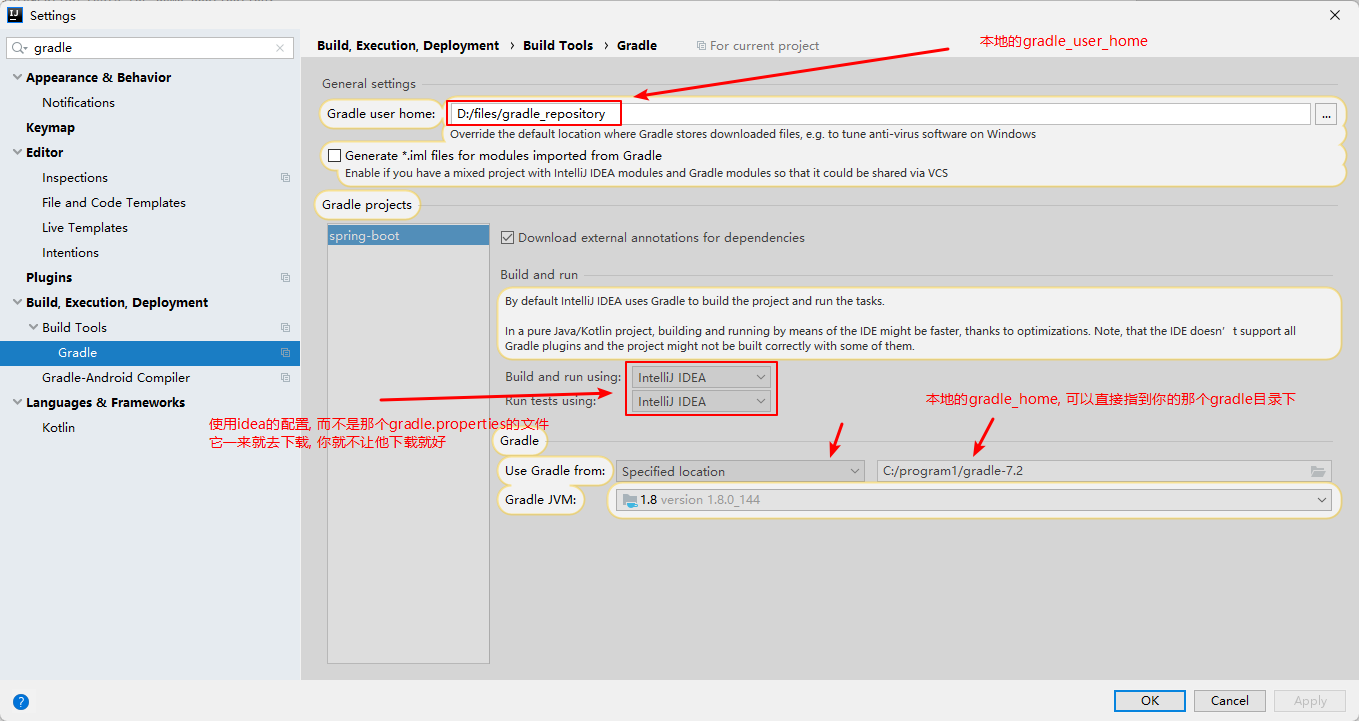 Settings
gradle
Appearance & Behavior
Notifications
Keymap
Editor
Inspections
File and Code Templates
Live Templates
Intentions
Plugins
Build, Execution, Deployment
Build Tools
Gradle
Gradle-Android Compiler
Languages & Frameworks
Kotlin
Build, Execution, Deployment › Build Tools › Gradle
For current project
本地的gradle_user_home
General settings
Gradle user home: D:/files/gradle_repository ...
Override the default location where Gradle stores downloaded files, e.g. to tune anti-virus software on Windows
Generate *.iml files for modules imported from Gradle
Enable if you have a mixed project with IntelliJ IDEA modules and Gradle modules so that it could be shared via VCS
Gradle projects
spring-boot
Download external annotations for dependencies
Build and run
By default IntelliJ IDEA uses Gradle to build the project and run the tasks.
In a pure Java/Kotlin project, building and running by means of the IDE might be faster, thanks to optimizations. Note, that the IDE doesn't support all
Gradle plugins and the project might not be built correctly with some of them.
Build and run using: IntelliJ IDEA
Run tests using: IntelliJ IDEA
使用idea的配置, 而不是那个gradle.properties的文件
它一来就去下载, 你就不让他下载就好
本地的gradle_home, 可以直接指到你的那个gradle目录下
Gradle
Use Gradle from: Specified location C:/program1/gradle-7.2
Gradle JVM: 1.8 version 1.8.0_144
?
OK
Cancel
Apply